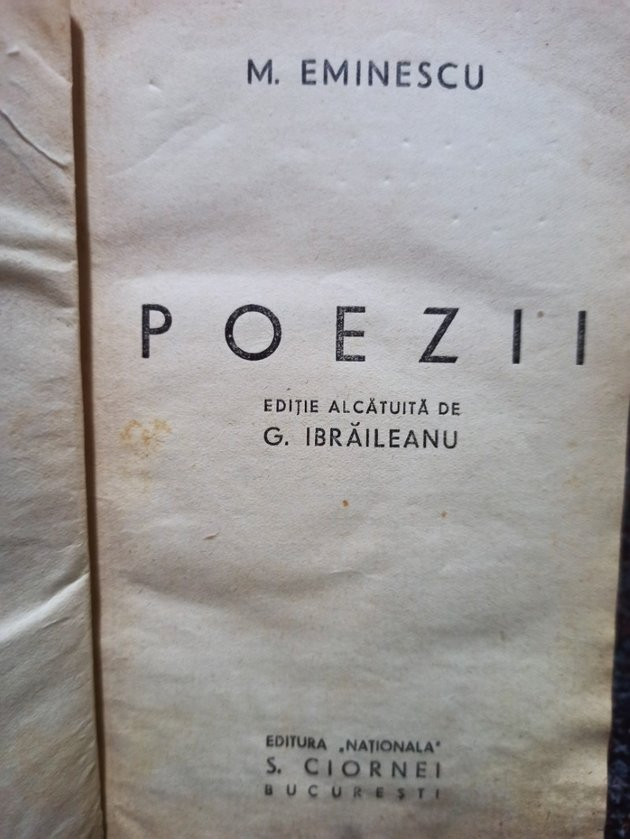 M. EMINESCU
POEZII
EDIȚIE ALCĂTUITĂ DE
G. IBRĂILEANU
EDITURA „NAȚIONALA"
S. CIORNEI
BUCUREȘTI